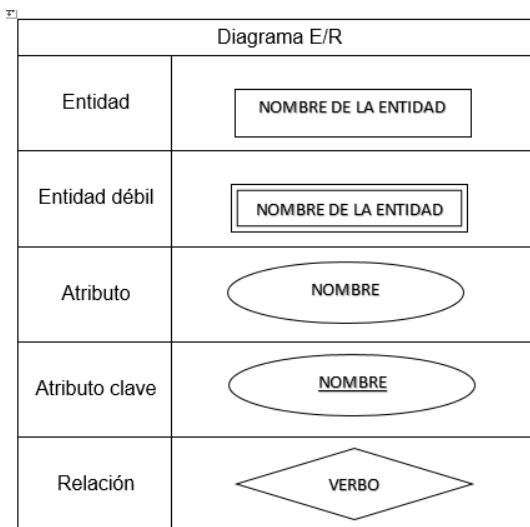 Diagrama E/R
Entidad
NOMBRE DE LA ENTIDAD
Entidad débil
NOMBRE DE LA ENTIDAD
Atributo
NOMBRE
Atributo clave
NOMBRE
Relación
VERBO